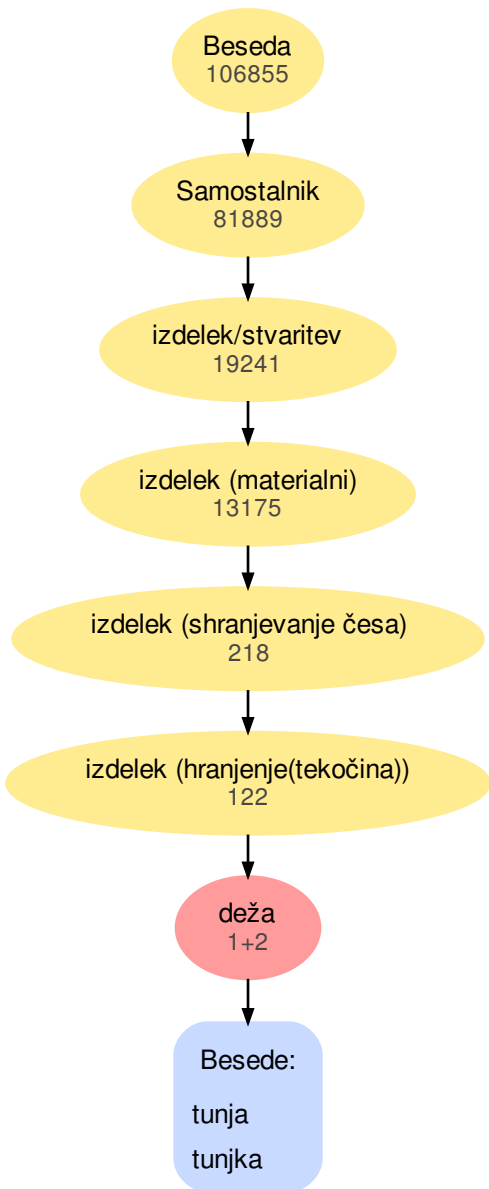 Beseda
106855
Samostalnik
81889
izdelek/stvaritev
19241
izdelek (materialni)
13175
izdelek (shranjevanje česa)
218
izdelek (hranjenje(tekočina))
122
deža
1+2
Besede:
tunja
tunjka